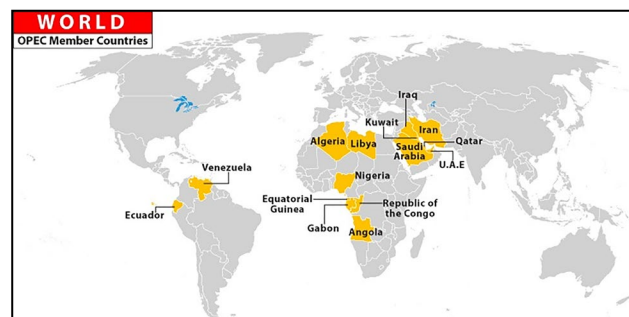 WORLD
OPEC Member Countries
Iraq
Kuwait
Iran
Algeria
Libya
Qatar
Saudi
Arabia
U.A.E
Venezuela
Nigeria
Equatorial
Guinea
Republic of
the Congo
Ecuador
Gabon
Angola